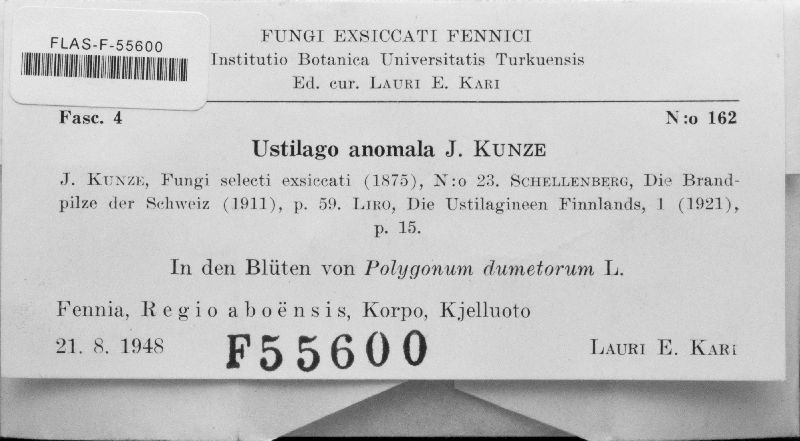 FLAS-F-55600
FUNGI EXSICCATI FENNICI
Institutio Botanica Universitatis Turkuensis
Ed. cur. LAURI E. KARI
Fasc. 4 N:o 162
Ustilago anomala J. KUNZE
J. KUNZE, Fungi selecti exsiccati (1875), N:o 23. SCHELLENBERG, Die Brand-
pilze der Schweiz (1911), p. 59. LIRO, Die Ustilagineen Finnlands, 1 (1921),
p. 15.
In den Blüten von Polygonum dumetorum L.
Fennia, Regio aboënsis, Korpo, Kjelluoto
21. 8. 1948 F55600 LAURI E. KARI